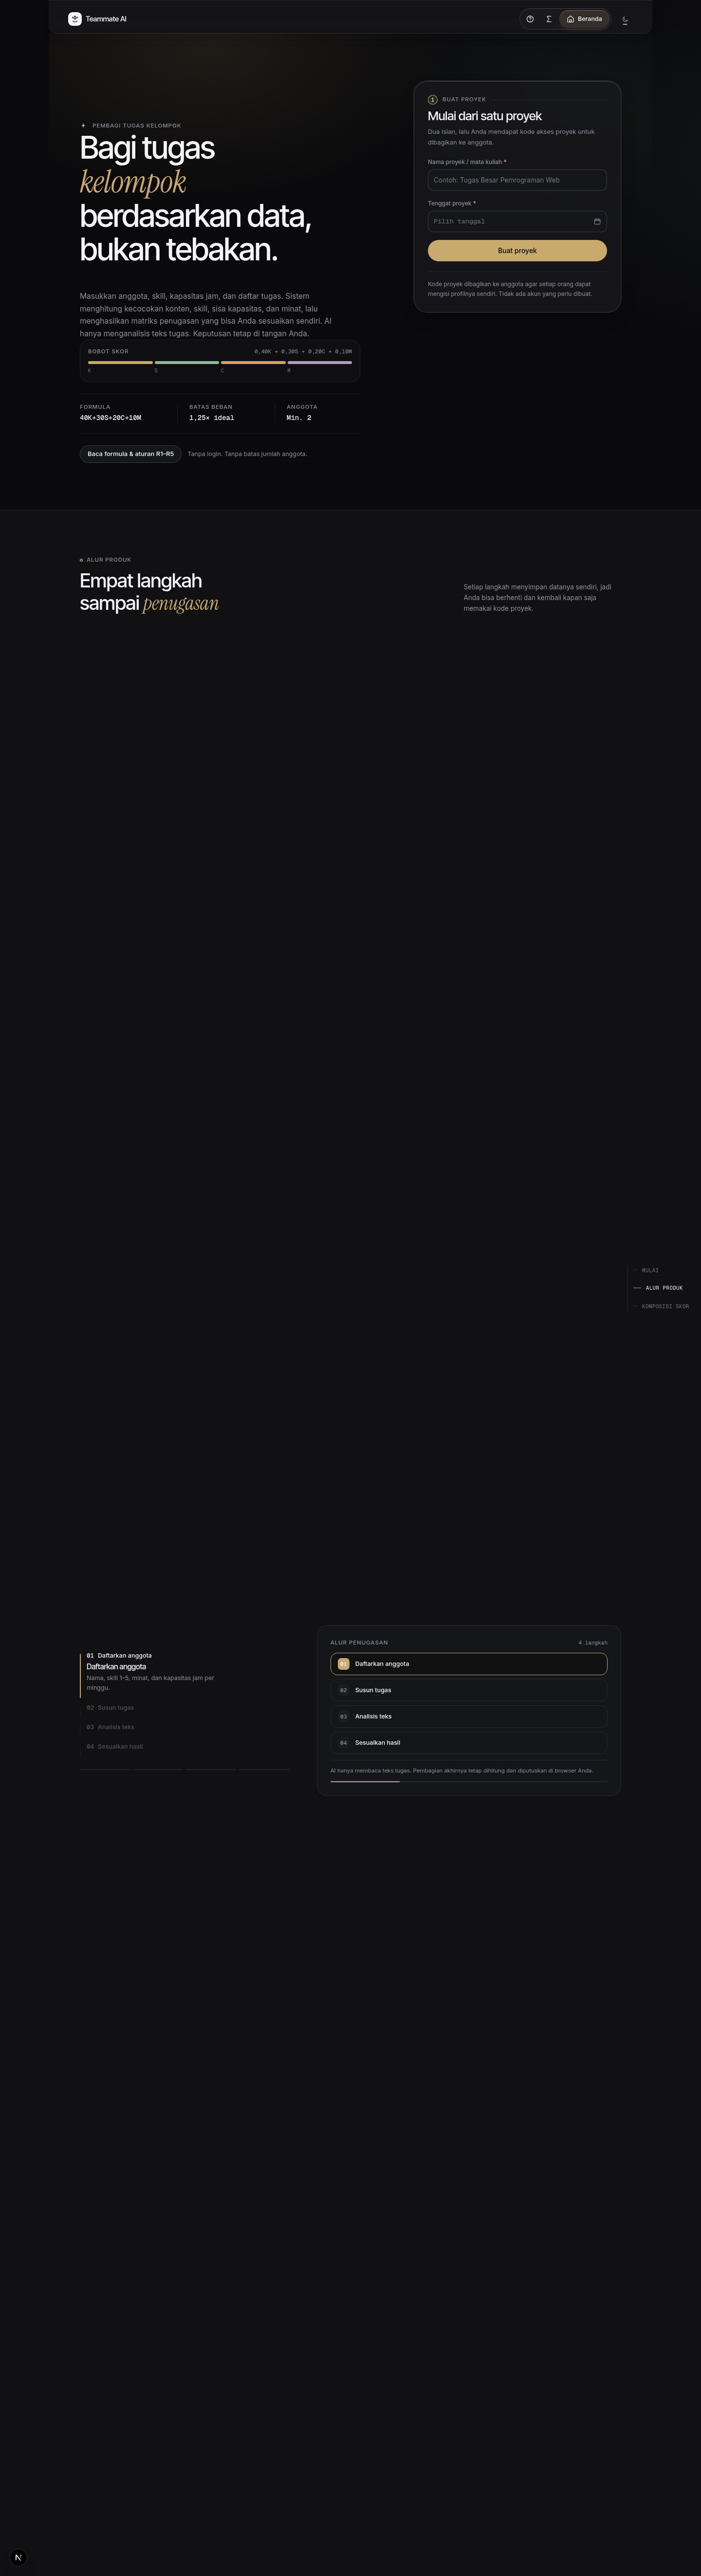 Teammate AI
Beranda
PEMBAGI TUGAS KELOMPOK
Bagi tugas
kelompok
berdasarkan data,
bukan tebakan.
Masukkan anggota, skill, kapasitas jam, dan daftar tugas. Sistem
menghitung kecocokan konten, skill, sisa kapasitas, dan minat, lalu
menghasilkan matriks penugasan yang bisa Anda sesuaikan sendiri. AI
hanya menganalisis teks tugas. Keputusan tetap di tangan Anda.
BOBOT SKOR
0,40K + 0,30S + 0,20C + 0,10M
K
S
C
M
FORMULA
40K+30S+20C+10M
BATAS BEBAN
1,25× ideal
ANGGOTA
Min. 2
Baca formula & aturan R1–R5
Tanpa login. Tanpa batas jumlah anggota.
1 BUAT PROYEK
Mulai dari satu proyek
Dua isian, lalu Anda mendapat kode akses proyek untuk
dibagikan ke anggota.
Nama proyek / mata kuliah *
Contoh: Tugas Besar Pemrograman Web
Tenggat proyek *
Pilih tanggal
Buat proyek
Kode proyek dibagikan ke anggota agar setiap orang dapat
mengisi profilnya sendiri. Tidak ada akun yang perlu dibuat.
ALUR PRODUK
Empat langkah
sampai penugasan
Setiap langkah menyimpan datanya sendiri, jadi
Anda bisa berhenti dan kembali kapan saja
memakai kode proyek.
MULAI
ALUR PRODUK
KOMPOSISI SKOR
01 Daftarkan anggota
Daftarkan anggota
Nama, skill 1–5, minat, dan kapasitas jam per
minggu.
02 Susun tugas
03 Analisis teks
04 Sesuaikan hasil
ALUR PENUGASAN
4 langkah
01 Daftarkan anggota
02 Susun tugas
03 Analisis teks
04 Sesuaikan hasil
AI hanya membaca teks tugas. Pembagian akhirnya tetap dihitung dan diputuskan di browser Anda.
N